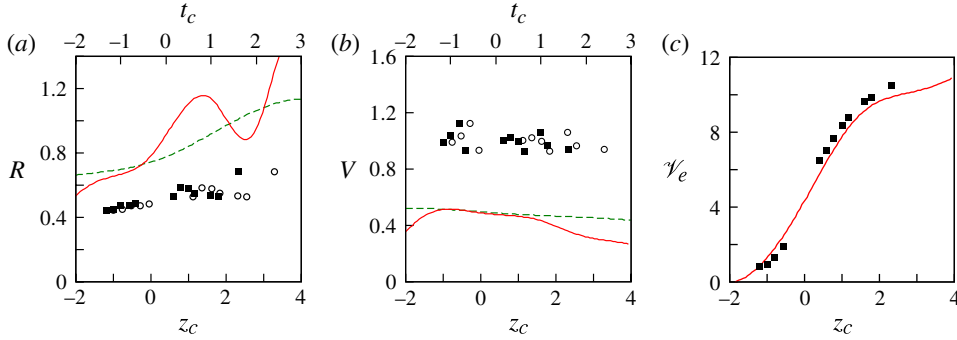 t_c t_c
(a) −2 −1 0 1 2 3 (b) −2 −1 0 1 2 3 (c)
1.2 1.6 12
0.8 1.2 8
R V 0.8 𝒱_e
0.4 0.4 4
0 0 0
−2 0 2 4 −2 0 2 4 −2 0 2 4
z_c z_c z_c